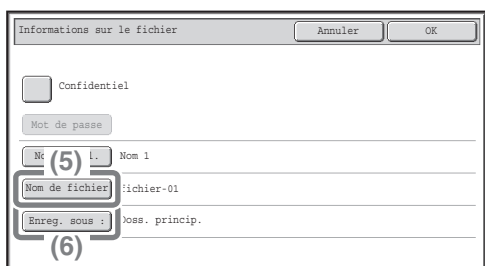 Informations sur le fichier Annuler OK
Confidentiel
Mot de passe
(5) Nom 1
Nom de fichier fichier-01
Enreg. sous : Doss. princip.
(6)